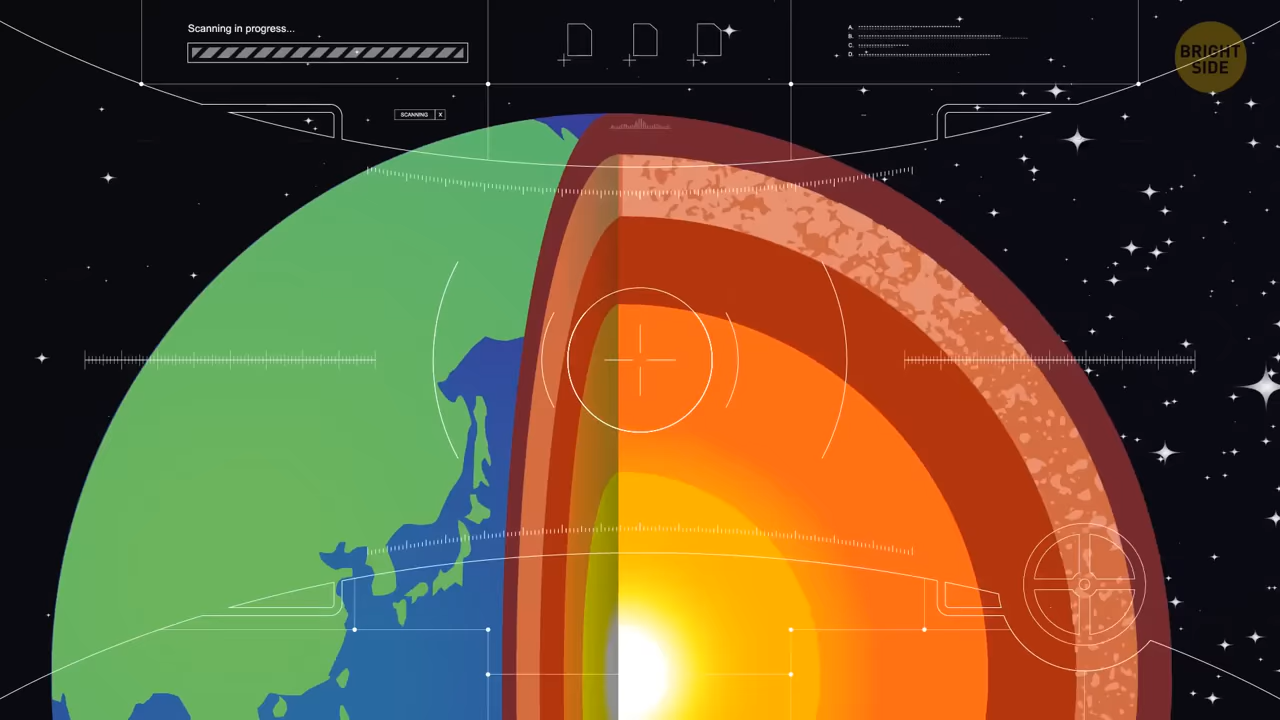 Scanning in progress...
A.
B.
C.
D.
BRIGHT
SIDE
SCANNING X